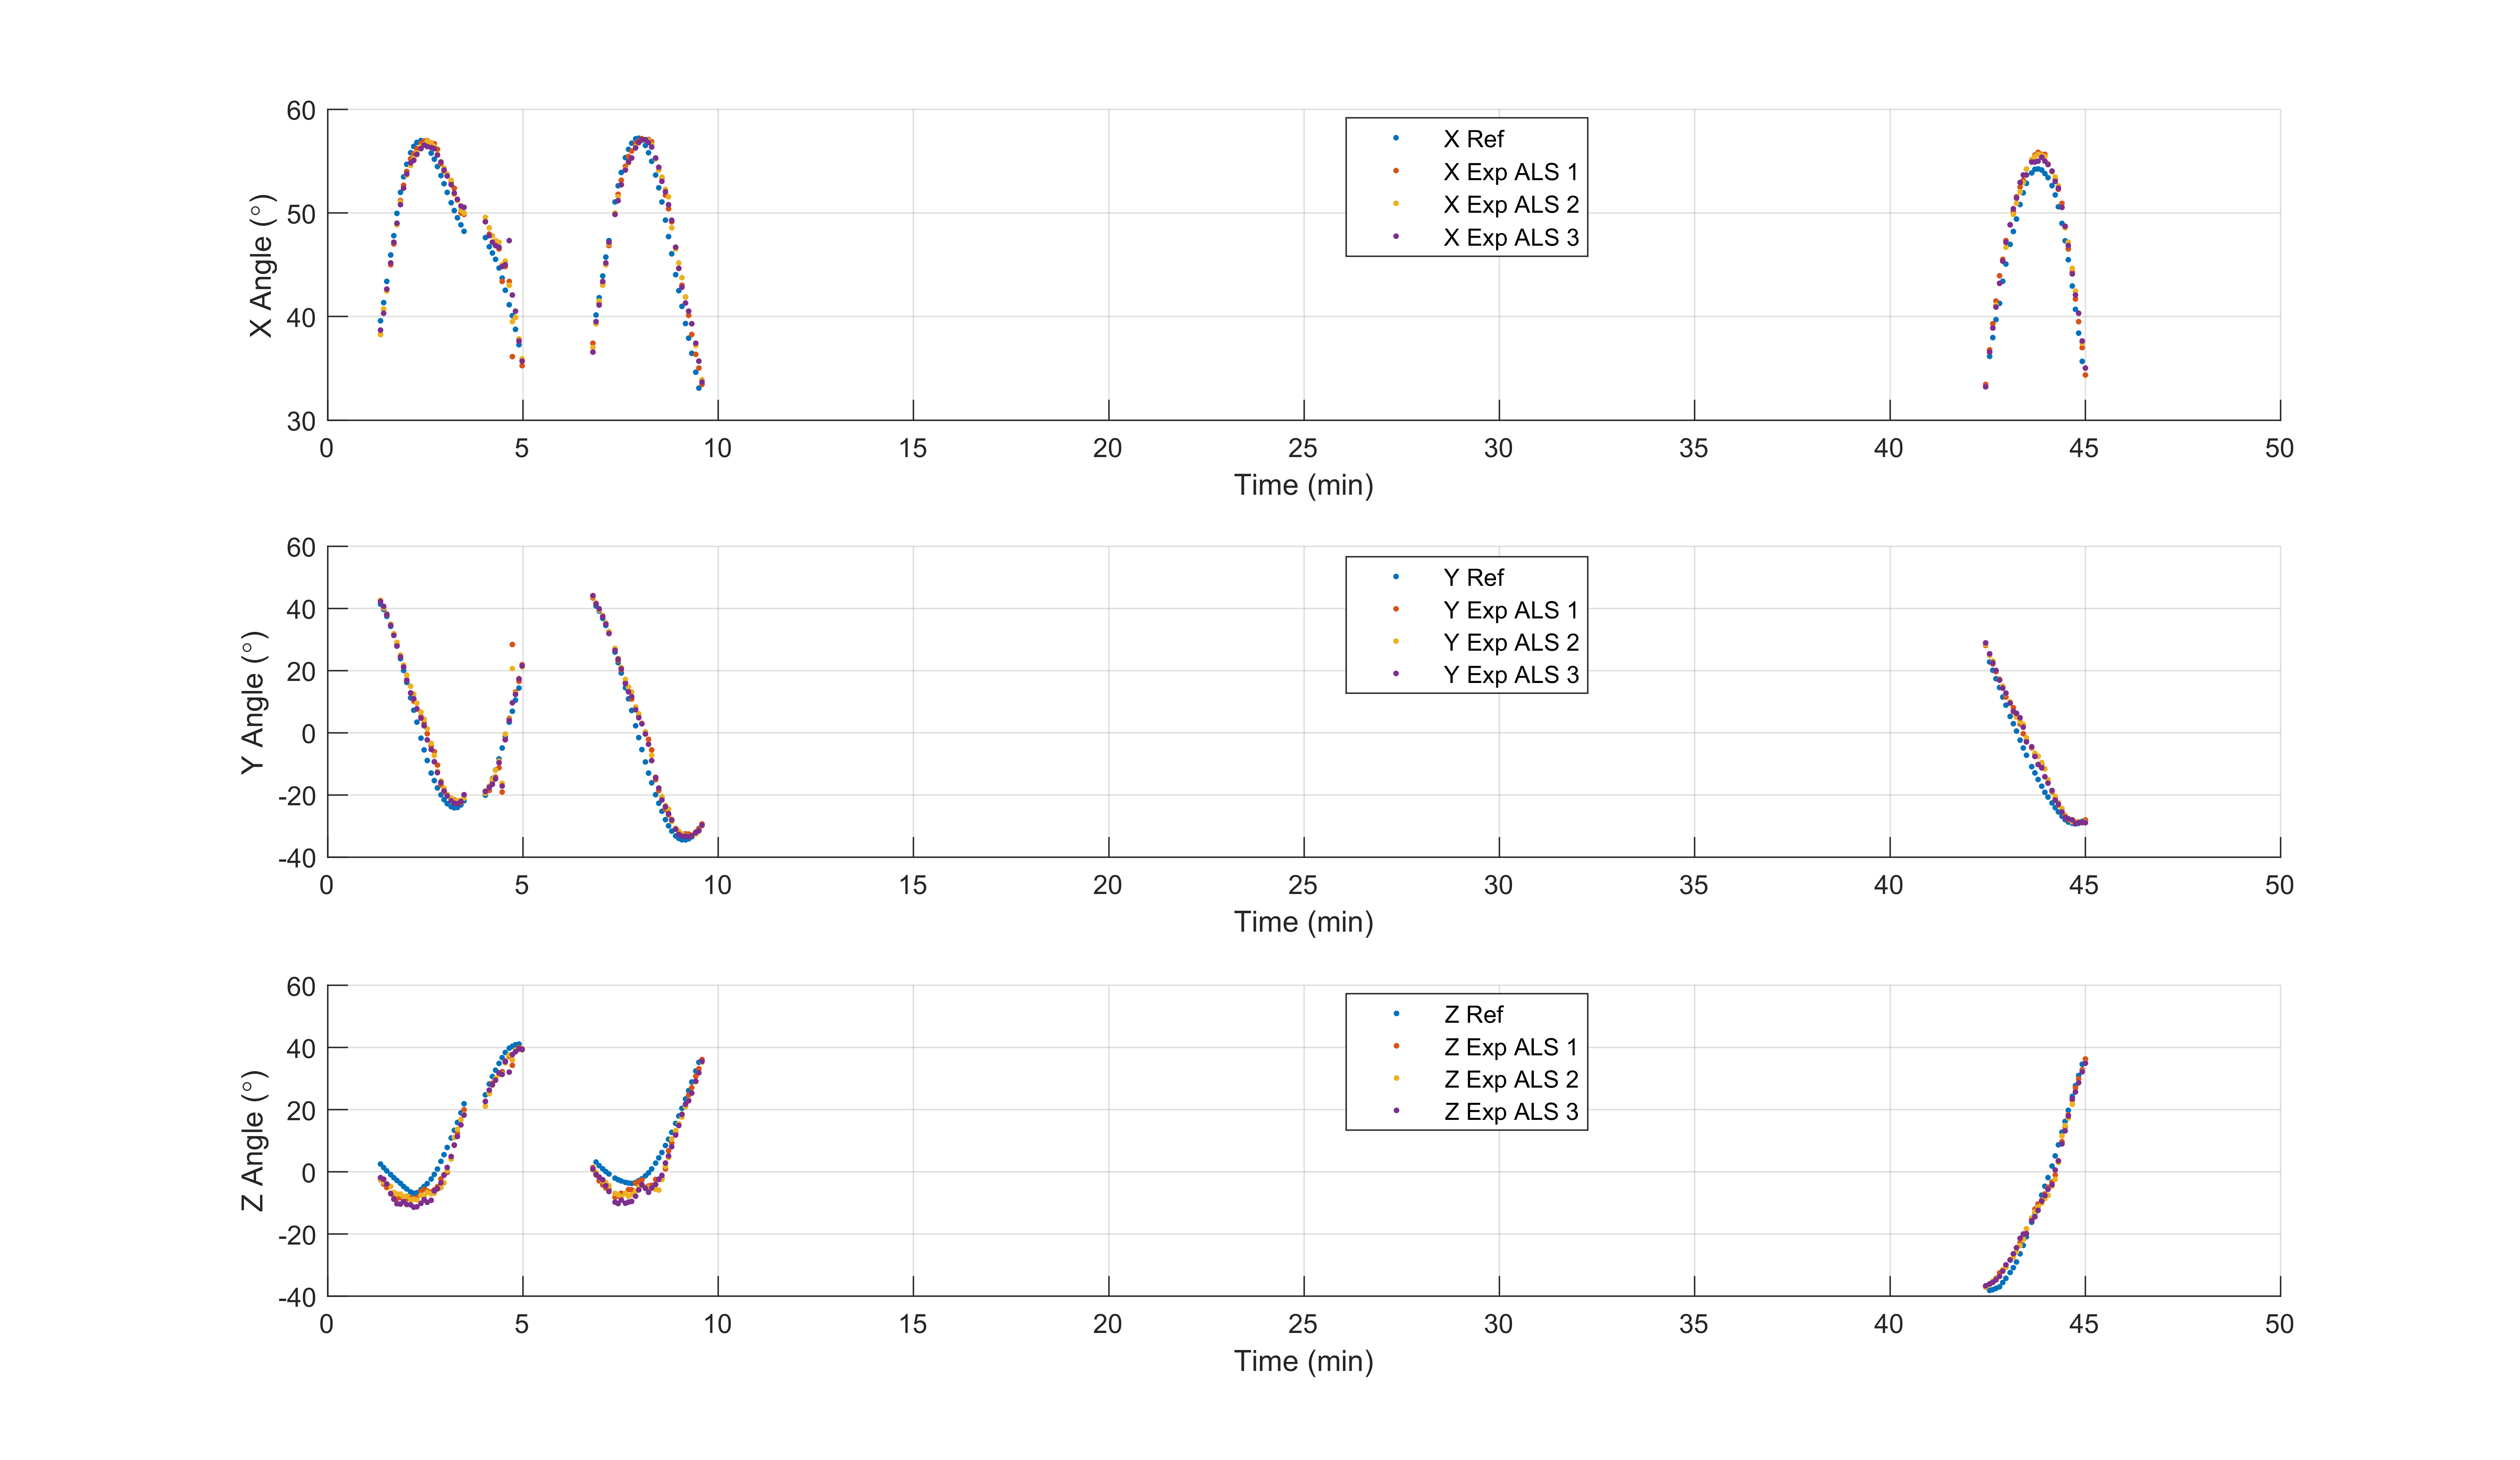 60
50
40
30
X Angle (°)
X Ref
X Exp ALS 1
X Exp ALS 2
X Exp ALS 3
0 5 10 15 20 25 30 35 40 45 50
Time (min)
60
40
20
0
-20
-40
Y Angle (°)
Y Ref
Y Exp ALS 1
Y Exp ALS 2
Y Exp ALS 3
0 5 10 15 20 25 30 35 40 45 50
Time (min)
60
40
20
0
-20
-40
Z Angle (°)
Z Ref
Z Exp ALS 1
Z Exp ALS 2
Z Exp ALS 3
0 5 10 15 20 25 30 35 40 45 50
Time (min)